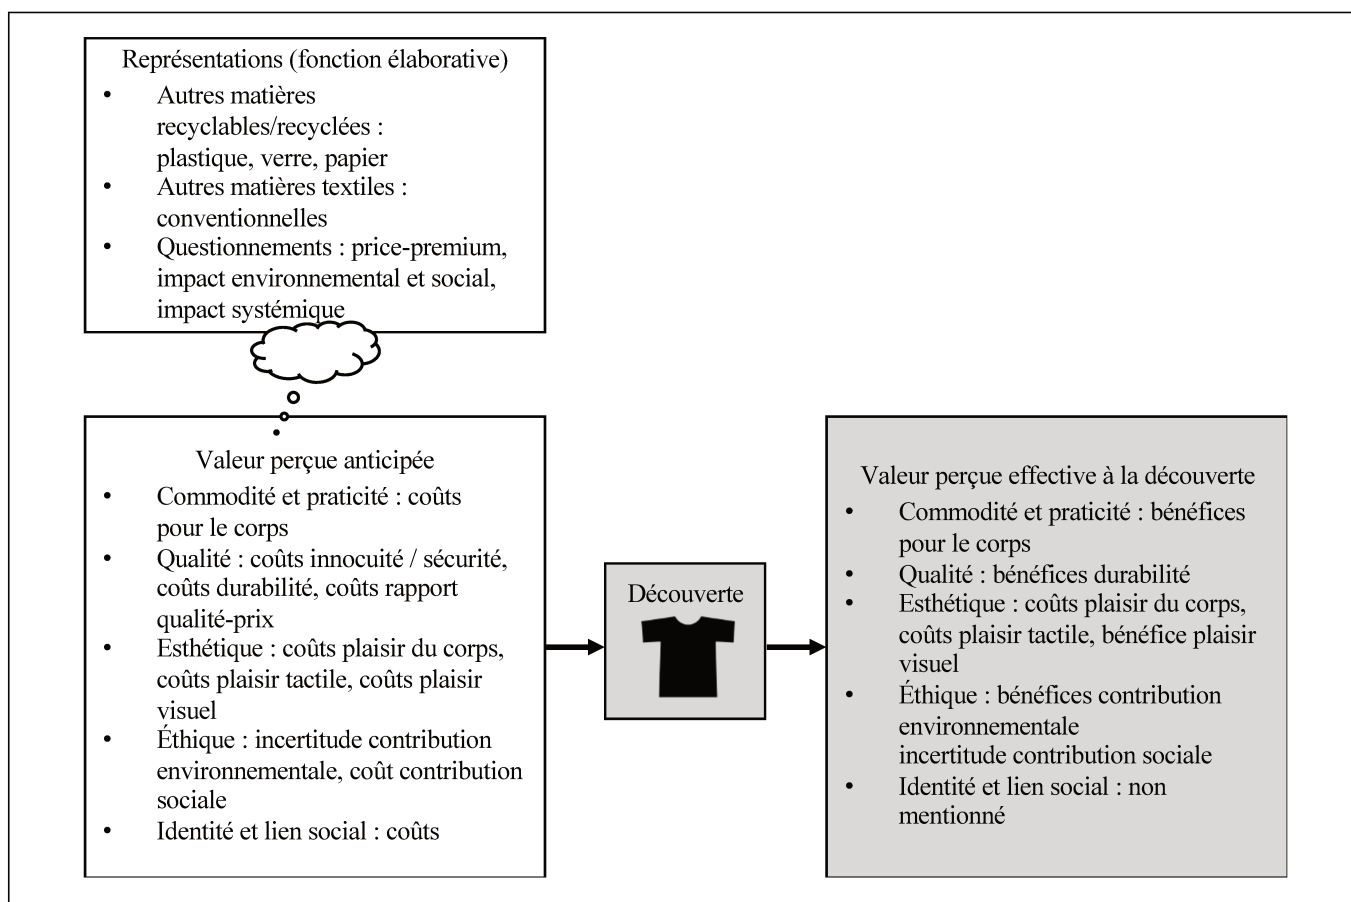 Représentations (fonction élaborative)
• Autres matières
recyclables/recyclées :
plastique, verre, papier
• Autres matières textiles :
conventionnelles
• Questionnements : price-premium,
impact environnemental et social,
impact systémique
Valeur perçue anticipée
• Commodité et praticité : coûts
pour le corps
• Qualité : coûts innocuité / sécurité,
coûts durabilité, coûts rapport
qualité-prix
• Esthétique : coûts plaisir du corps,
coûts plaisir tactile, coûts plaisir
visuel
• Éthique : incertitude contribution
environnementale, coût contribution
sociale
• Identité et lien social : coûts
Découverte
Valeur perçue effective à la découverte
• Commodité et praticité : bénéfices
pour le corps
• Qualité : bénéfices durabilité
• Esthétique : coûts plaisir du corps,
coûts plaisir tactile, bénéfice plaisir
visuel
• Éthique : bénéfices contribution
environnementale
incertitude contribution sociale
• Identité et lien social : non
mentionné